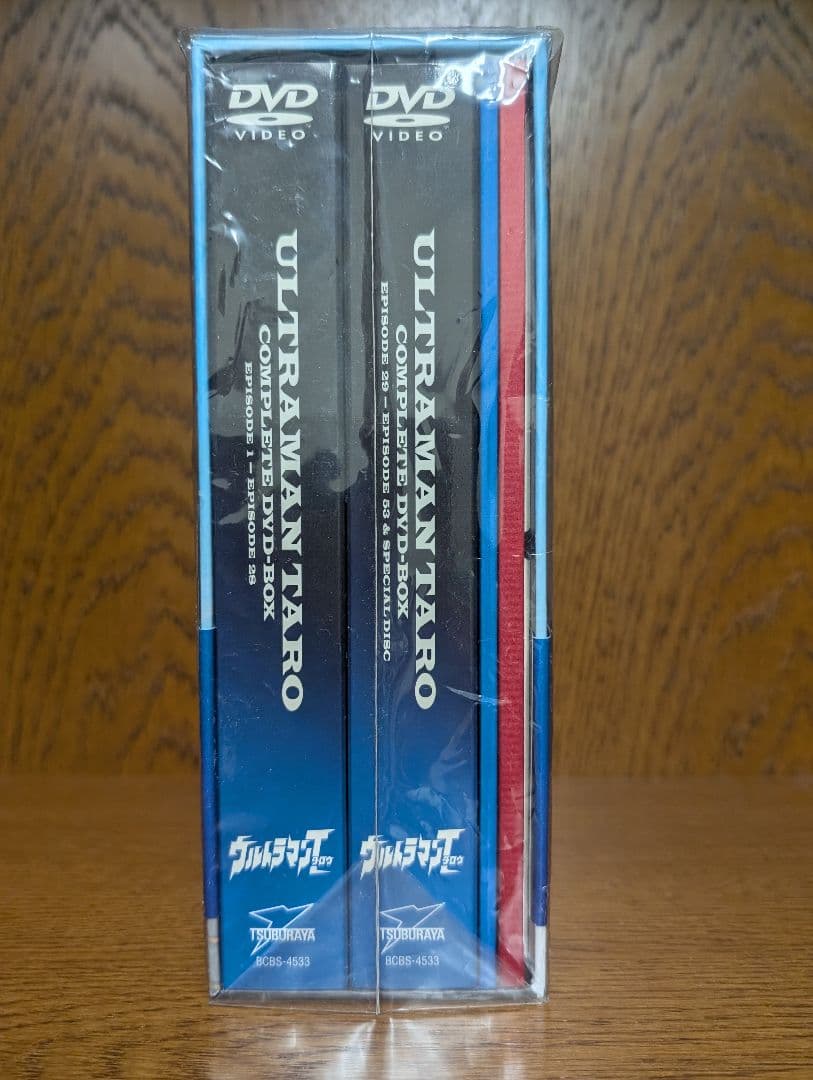 DVD
VIDEO
ULTRAMAN TARO
COMPLETE DVD-BOX
EPISODE 1 – EPISODE 28
ウルトラマンT
タロウ
TSUBURAYA
BCBS-4533
DVD
VIDEO
ULTRAMAN TARO
COMPLETE DVD-BOX
EPISODE 29 – EPISODE 53 & SPECIAL DISC
ウルトラマンT
タロウ
TSUBURAYA
BCBS-4533